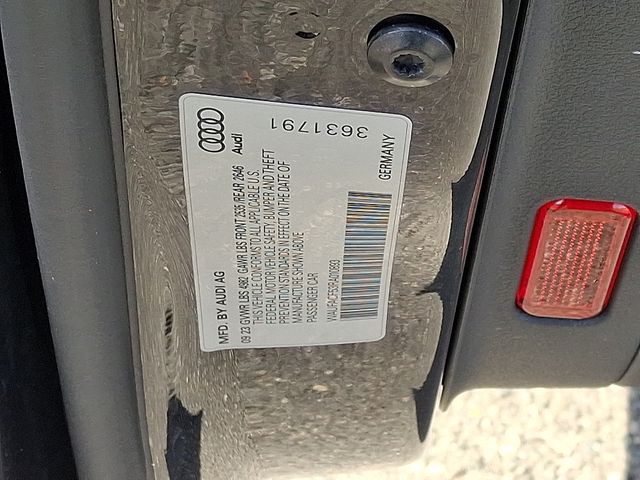 Audi
3631791
MFD. BY AUDI AG
09 23 GVWR LBS 4982 GAWR LBS FRONT 2535 /REAR 2646
THIS VEHICLE CONFORMS TO ALL APPLICABLE U.S.
FEDERAL MOTOR VEHICLE SAFETY, BUMPER AND THEFT
PREVENTION STANDARDS IN EFFECT ON THE DATE OF
MANUFACTURE SHOWN ABOVE
PASSENGER CAR
GERMANY